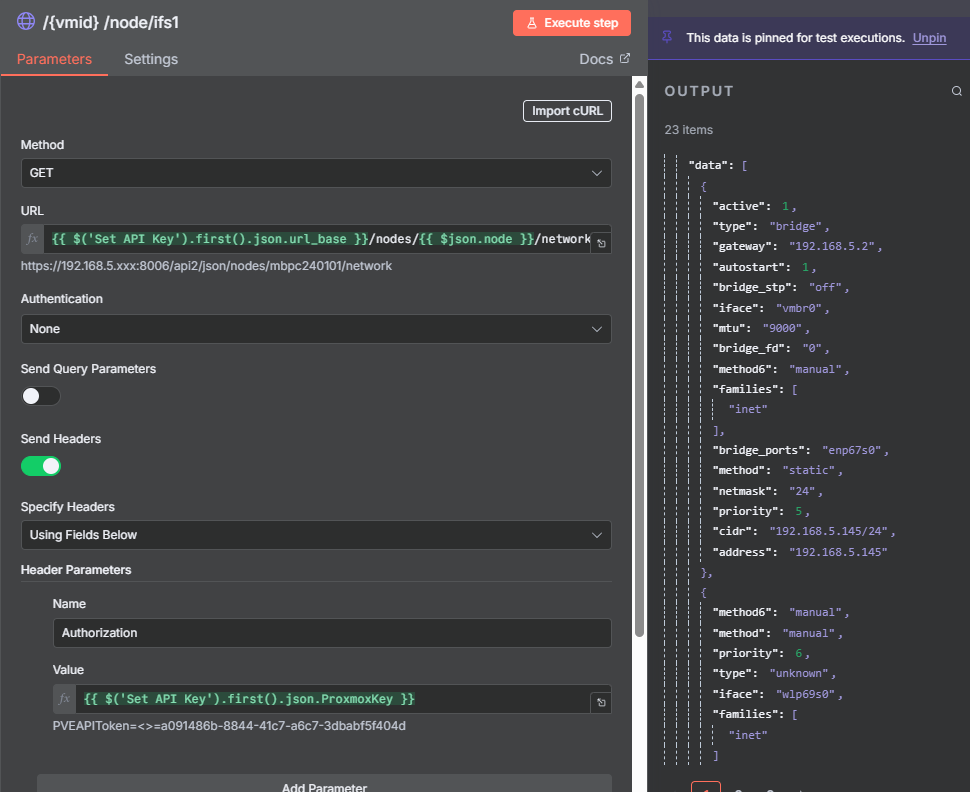 /{vmid} /node/ifs1
Execute step
Parameters
Settings
Docs
Import cURL
Method
GET
URL
fx
{{ $('Set API Key').first().json.url_base }}/nodes/{{ $json.node }}/network
https://192.168.5.xxx:8006/api2/json/nodes/mbpc240101/network
Authentication
None
Send Query Parameters
Send Headers
Specify Headers
Using Fields Below
Header Parameters
Name
Authorization
Value
fx
{{ $('Set API Key').first().json.ProxmoxKey }}
PVEAPIToken=<>=a091486b-8844-41c7-a6c7-3dbabf5f404d
Add Parameter
This data is pinned for test executions. Unpin
OUTPUT
23 items
"data": [
{
"active": 1,
"type": "bridge",
"gateway": "192.168.5.2",
"autostart": 1,
"bridge_stp": "off",
"iface": "vmbr0",
"mtu": "9000",
"bridge_fd": "0",
"method6": "manual",
"families": [
"inet"
],
"bridge_ports": "enp67s0",
"method": "static",
"netmask": "24",
"priority": 5,
"cidr": "192.168.5.145/24",
"address": "192.168.5.145"
},
{
"method6": "manual",
"method": "manual",
"priority": 6,
"type": "unknown",
"iface": "wlp69s0",
"families": [
"inet"
]